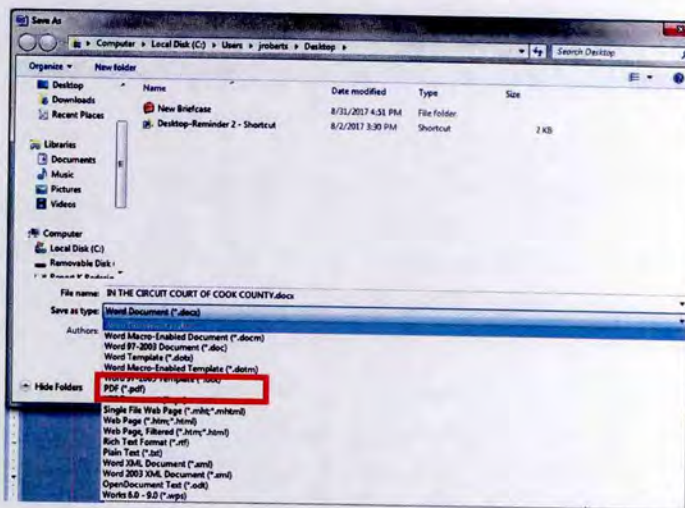 Save As
Computer ▸ Local Disk (C:) ▸ Users ▸ jroberts ▸ Desktop ▸
Search Desktop
Organize ▾ New folder
Desktop
Downloads
Recent Places
Libraries
Documents
Music
Pictures
Videos
Computer
Local Disk (C:)
Removable Disk
Name Date modified Type Size
New Briefcase 8/31/2017 4:51 PM File folder
Desktop-Reminder 2 - Shortcut 8/2/2017 3:30 PM Shortcut 2 KB
File name: IN THE CIRCUIT COURT OF COOK COUNTY.docx
Save as type: Word Document (*.docx)
Authors:
Word Macro-Enabled Document (*.docm)
Word 97-2003 Document (*.doc)
Word Template (*.dotx)
Word Macro-Enabled Template (*.dotm)
Word 97-2003 Template (*.dot)
PDF (*.pdf)
Single File Web Page (*.mht;*.mhtml)
Web Page (*.htm;*.html)
Web Page, Filtered (*.htm;*.html)
Rich Text Format (*.rtf)
Plain Text (*.txt)
Word XML Document (*.xml)
Word 2003 XML Document (*.xml)
OpenDocument Text (*.odt)
Works 6.0 - 9.0 (*.wps)
Hide Folders